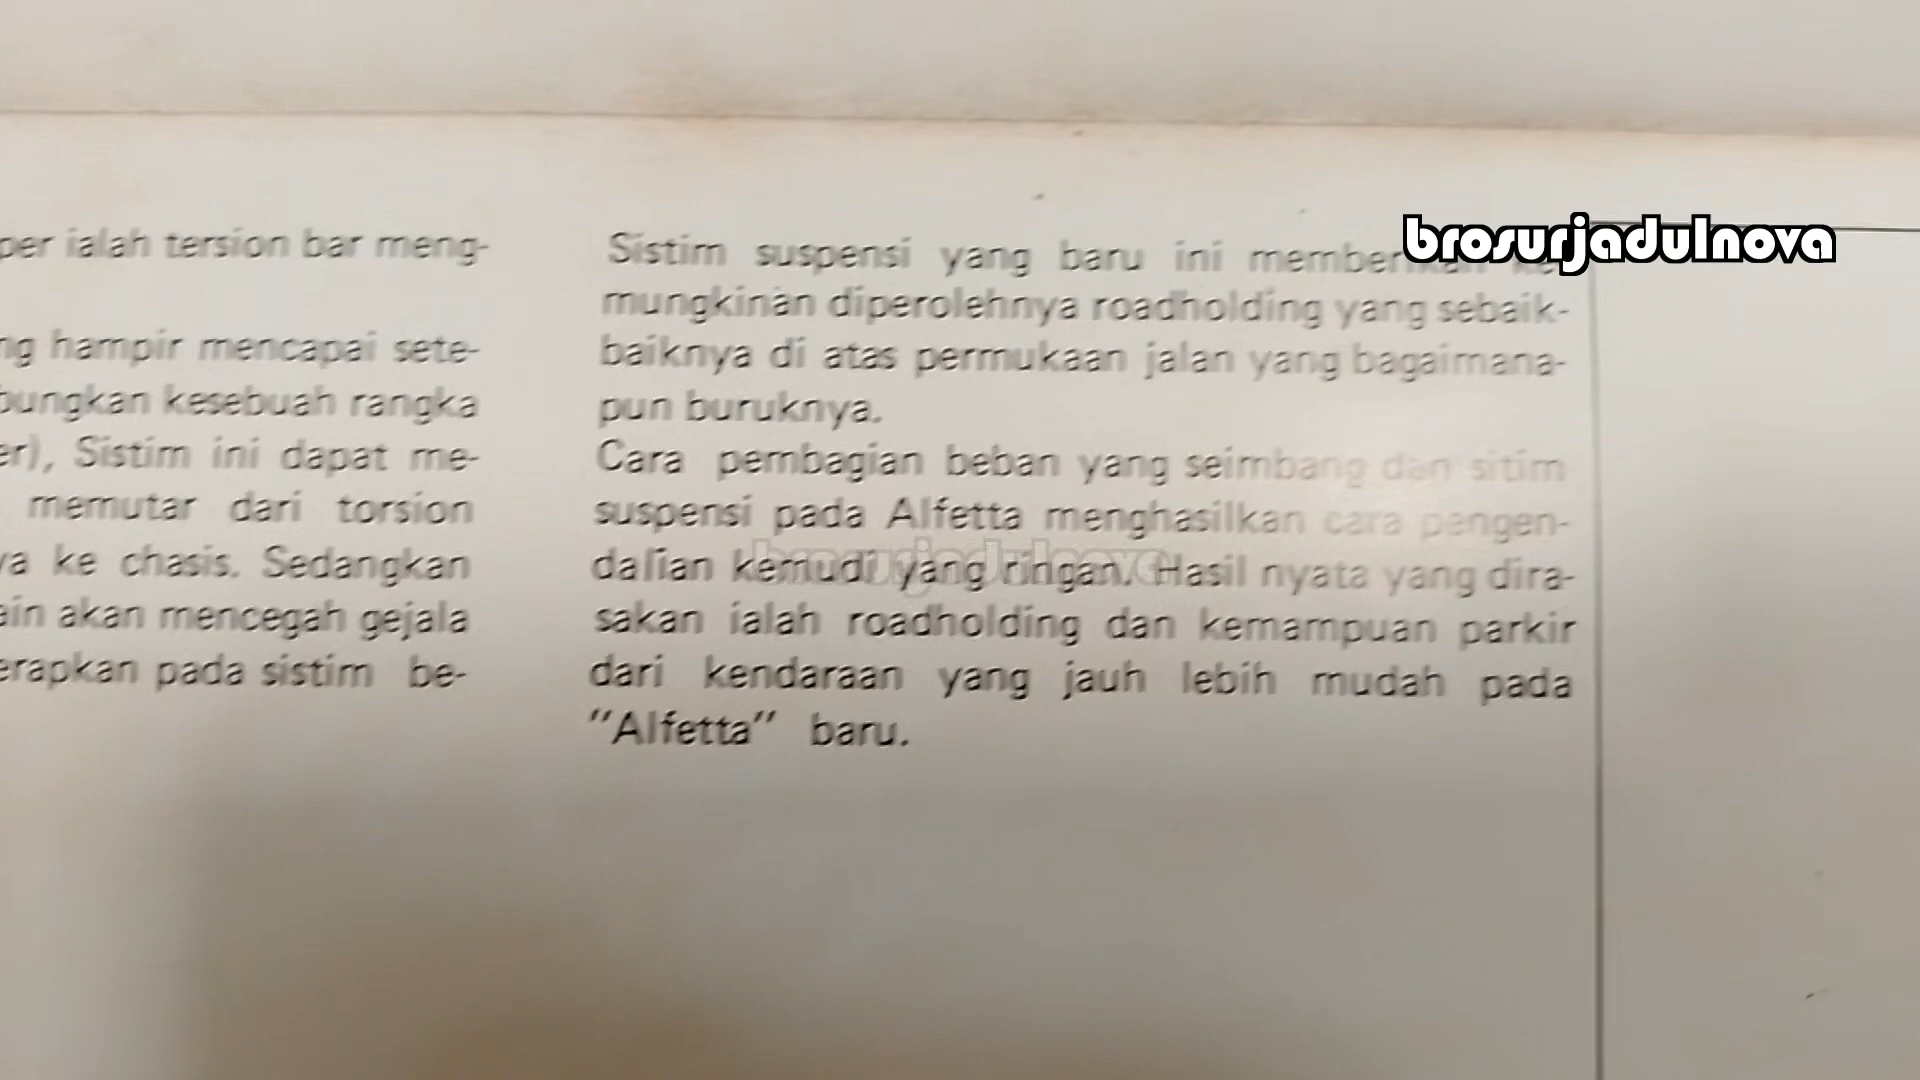 per ialah tersion bar meng-
ng hampir mencapai sete-
bungkan kesebuah rangka
er), Sistim ini dapat me-
memutar dari torsion
ya ke chasis. Sedangkan
ain akan mencegah gejala
erapkan pada sistim be-
Sistim suspensi yang baru ini memberikan ke-
mungkinan diperolehnya roadholding yang sebaik-
baiknya di atas permukaan jalan yang bagaimana-
pun buruknya.
Cara pembagian beban yang seimbang dan sitim
suspensi pada Alfetta menghasilkan cara pengen-
dalian kemudi yang ringan. Hasil nyata yang dira-
sakan ialah roadholding dan kemampuan parkir
dari kendaraan yang jauh lebih mudah pada
"Alfetta" baru.
brosurjadulnova
brosurjadulnova